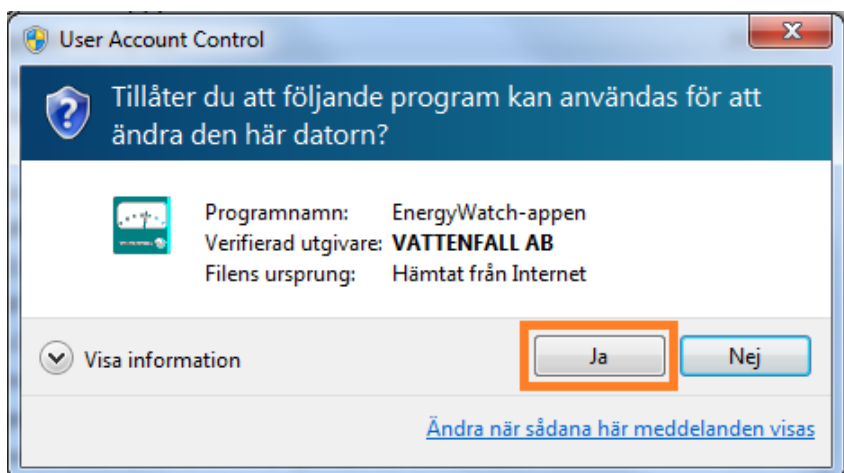 User Account Control
Tillåter du att följande program kan användas för att
ändra den här datorn?
Programnamn: EnergyWatch-appen
Verifierad utgivare: VATTENFALL AB
Filens ursprung: Hämtat från Internet
Visa information
Ja
Nej
Ändra när sådana här meddelanden visas